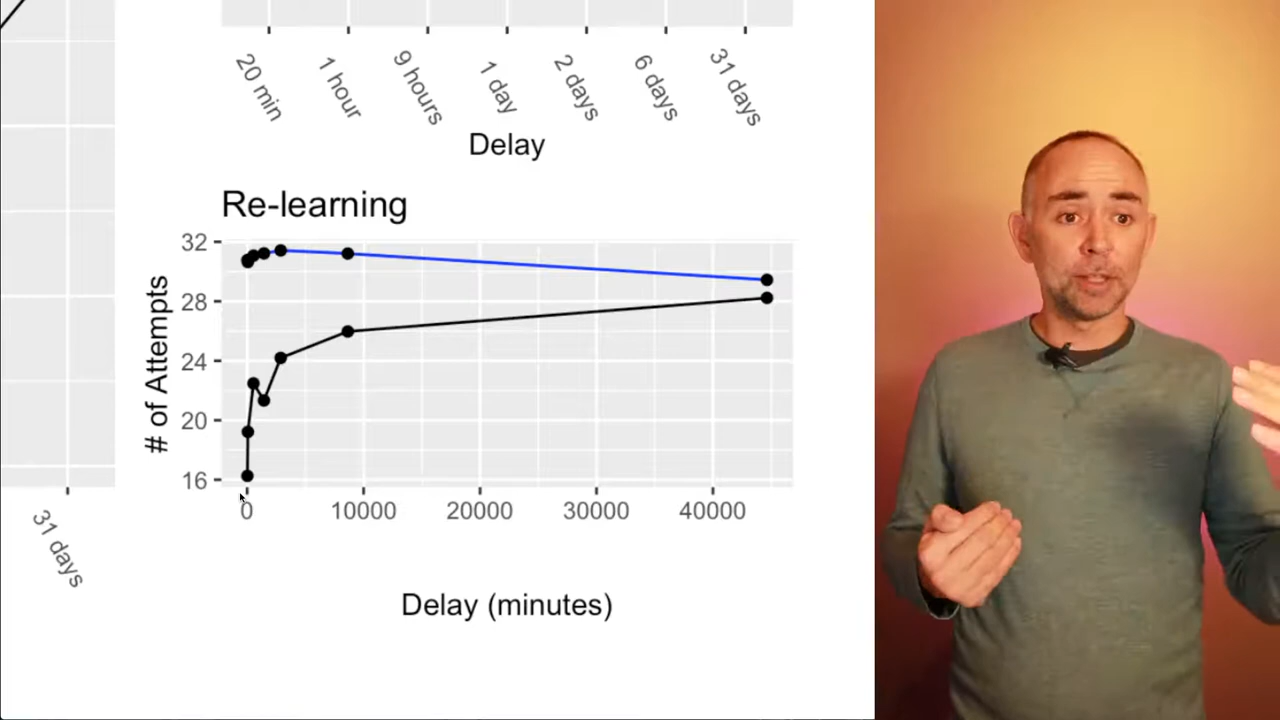 20 min
1 hour
9 hours
1 day
2 days
6 days
31 days
Delay
Re-learning
# of Attempts
32
28
24
20
16
0 10000 20000 30000 40000
Delay (minutes)
31 days